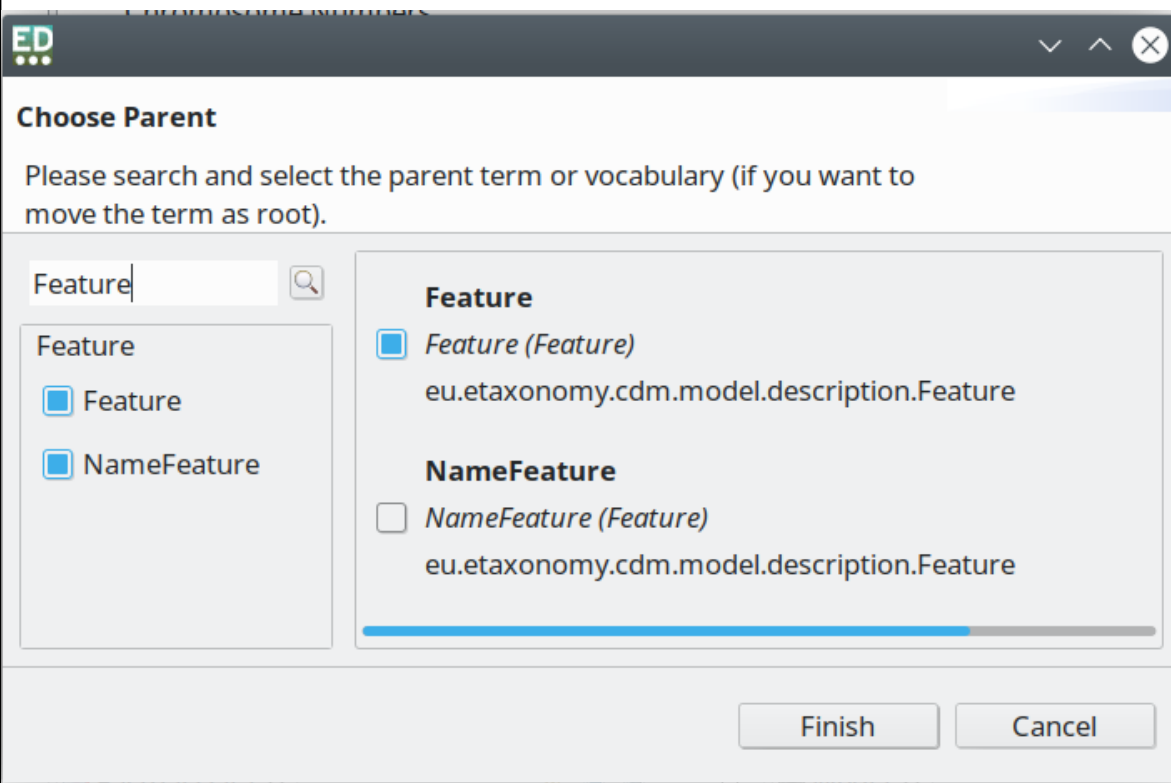 Chromosome Numbers
ED
Choose Parent
Please search and select the parent term or vocabulary (if you want to
move the term as root).
Feature
Feature
Feature
NameFeature
Feature
Feature (Feature)
eu.etaxonomy.cdm.model.description.Feature
NameFeature
NameFeature (Feature)
eu.etaxonomy.cdm.model.description.Feature
Finish
Cancel